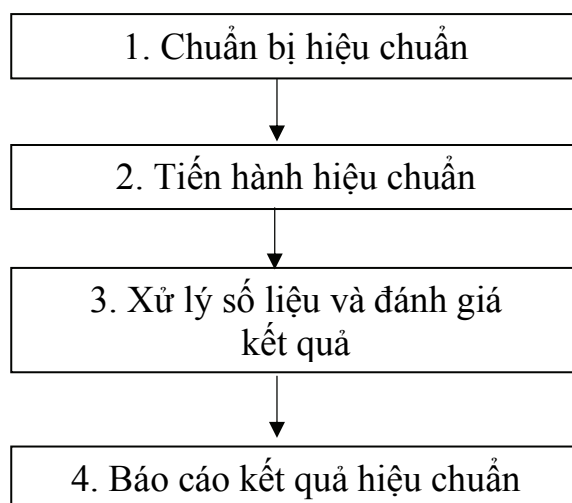 1. Chuẩn bị hiệu chuẩn
2. Tiến hành hiệu chuẩn
3. Xử lý số liệu và đánh giá
kết quả
4. Báo cáo kết quả hiệu chuẩn